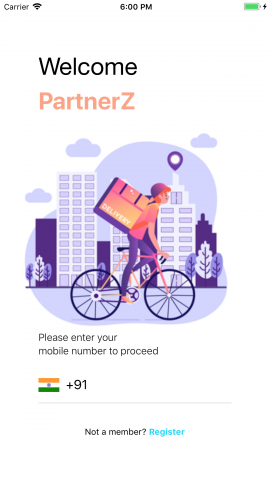 Carrier 6:00 PM
Welcome
PartnerZ
DELIVERY
Please enter your
mobile number to proceed
+91
Not a member? Register